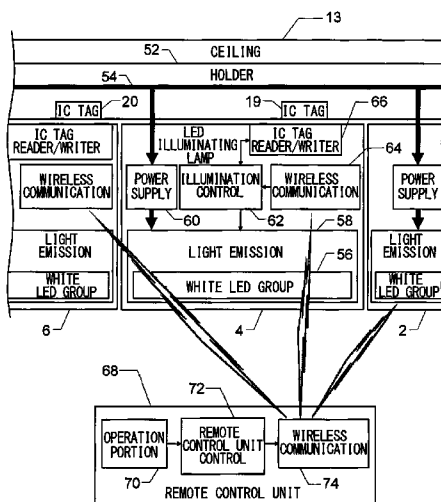 13
52
CEILING
54
HOLDER
20
IC TAG
19
IC TAG
66
IC TAG
READER/WRITER
LED
ILLUMINATING
LAMP
IC TAG
READER/WRITER
64
WIRELESS
COMMUNICATION
POWER
SUPPLY
ILLUMINATION
CONTROL
WIRELESS
COMMUNICATION
POWER
SUPPLY
60
62
58
LIGHT
EMISSION
LIGHT EMISSION
56
LIGHT
EMISSION
WHITE
LED GROUP
WHITE LED GROUP
WHITE
LED GROUP
6
4
2
68
72
OPERATION
PORTION
REMOTE
CONTROL UNIT
CONTROL
WIRELESS
COMMUNICATION
70
74
REMOTE CONTROL UNIT